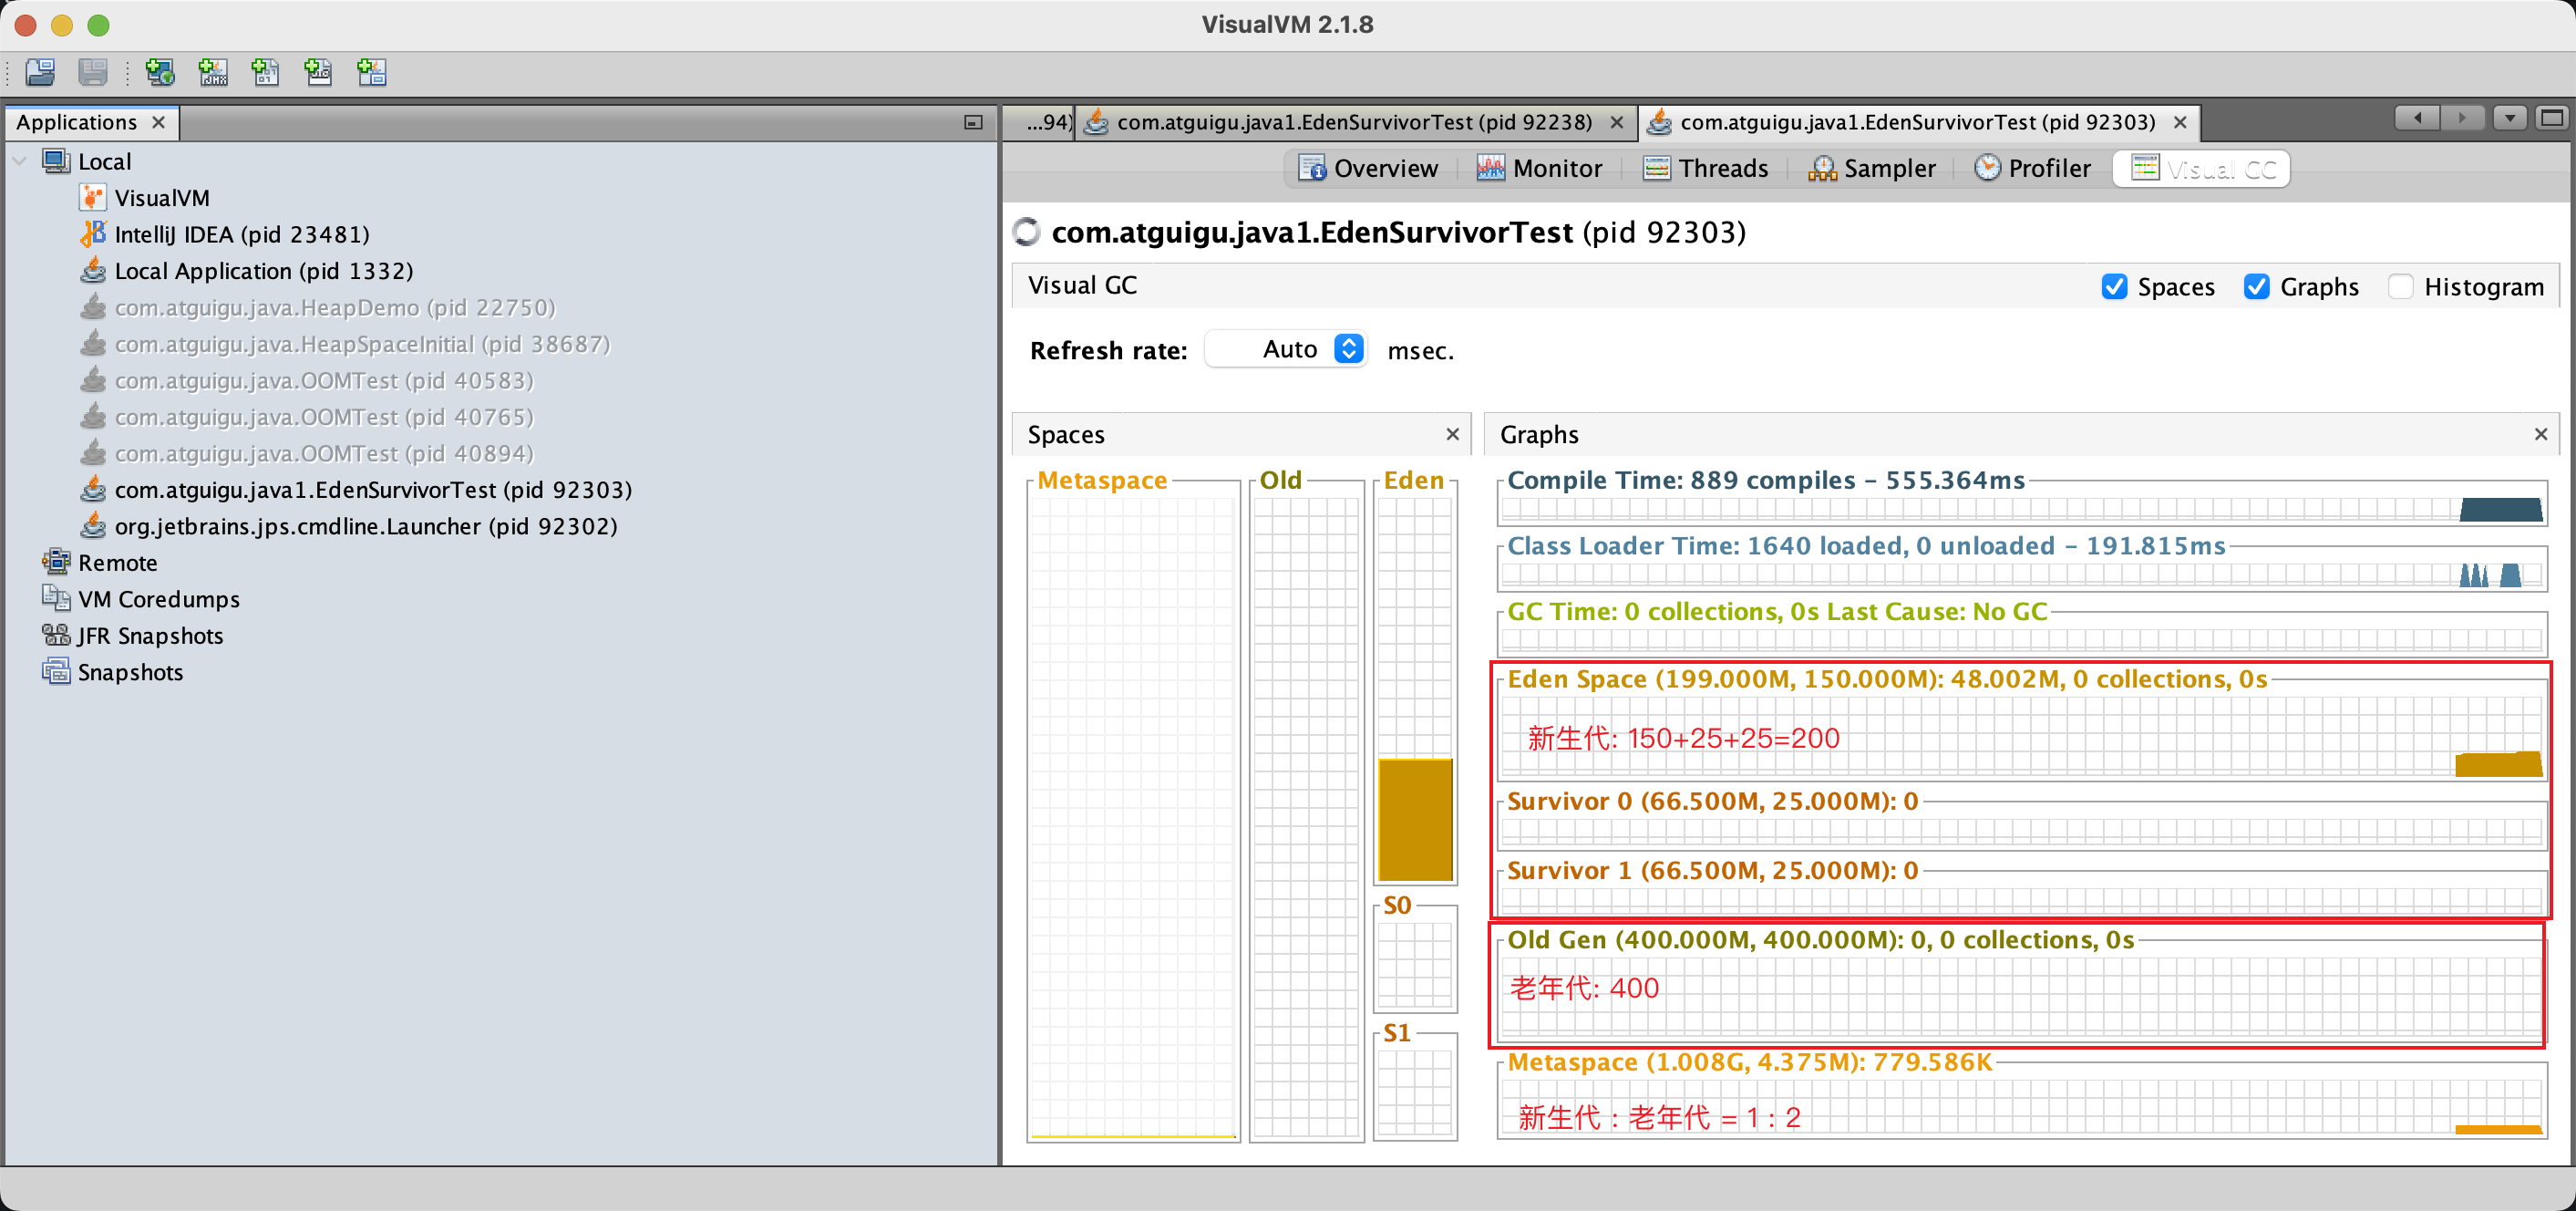 VisualVM 2.1.8
Applications
Local
VisualVM
IntelliJ IDEA (pid 23481)
Local Application (pid 1332)
com.atguigu.java.HeapDemo (pid 22750)
com.atguigu.java.HeapSpaceInitial (pid 38687)
com.atguigu.java.OOMTest (pid 40583)
com.atguigu.java.OOMTest (pid 40765)
com.atguigu.java.OOMTest (pid 40894)
com.atguigu.java1.EdenSurvivorTest (pid 92303)
org.jetbrains.jps.cmdline.Launcher (pid 92302)
Remote
VM Coredumps
JFR Snapshots
Snapshots
...94) com.atguigu.java1.EdenSurvivorTest (pid 92238) com.atguigu.java1.EdenSurvivorTest (pid 92303)
Overview Monitor Threads Sampler Profiler Visual GC
com.atguigu.java1.EdenSurvivorTest (pid 92303)
Visual GC Spaces Graphs Histogram
Refresh rate: Auto msec.
Spaces
Metaspace Old Eden
S0
S1
Graphs
Compile Time: 889 compiles – 555.364ms
Class Loader Time: 1640 loaded, 0 unloaded – 191.815ms
GC Time: 0 collections, 0s Last Cause: No GC
Eden Space (199.000M, 150.000M): 48.002M, 0 collections, 0s
新生代: 150+25+25=200
Survivor 0 (66.500M, 25.000M): 0
Survivor 1 (66.500M, 25.000M): 0
Old Gen (400.000M, 400.000M): 0, 0 collections, 0s
老年代: 400
Metaspace (1.008G, 4.375M): 779.586K
新生代 : 老年代 = 1 : 2